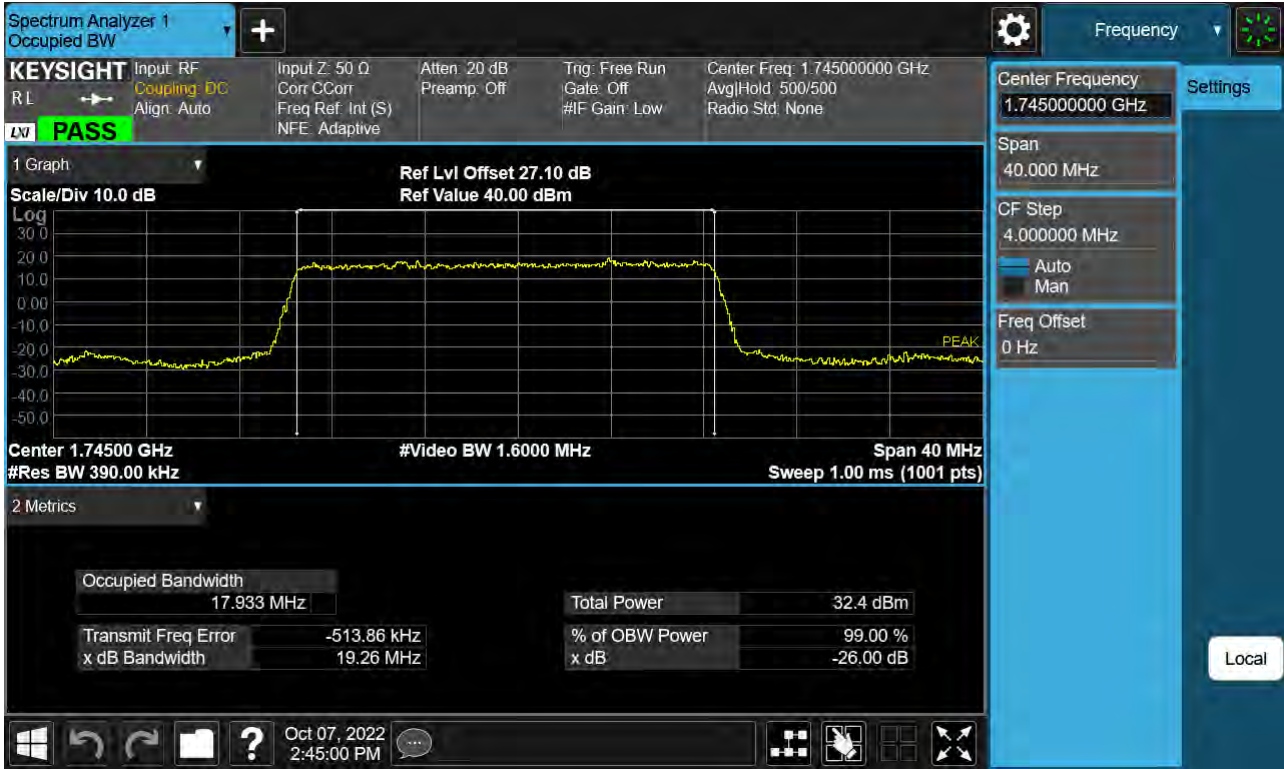 Spectrum Analyzer 1
Occupied BW
Frequency
KEYSIGHT
RL
LXI
PASS
Input: RF
Coupling: DC
Align: Auto
Input Z: 50 Ω
Corr CCorr
Freq Ref: Int (S)
NFE: Adaptive
Atten: 20 dB
Preamp: Off
Trig: Free Run
Gate: Off
#IF Gain: Low
Center Freq: 1.745000000 GHz
Avg|Hold: 500/500
Radio Std: None
Center Frequency
1.745000000 GHz
Settings
Span
40.000 MHz
CF Step
4.000000 MHz
Auto
Man
Freq Offset
0 Hz
Local
1 Graph
Scale/Div 10.0 dB
Ref Lvl Offset 27.10 dB
Ref Value 40.00 dBm
Log
30.0
20.0
10.0
0.00
-10.0
-20.0
-30.0
-40.0
-50.0
PEAK
Center 1.74500 GHz
#Video BW 1.6000 MHz
Span 40 MHz
#Res BW 390.00 kHz
Sweep 1.00 ms (1001 pts)
2 Metrics
Occupied Bandwidth
17.933 MHz
Total Power 32.4 dBm
Transmit Freq Error -513.86 kHz
% of OBW Power 99.00 %
x dB Bandwidth 19.26 MHz
x dB -26.00 dB
?
Oct 07, 2022
2:45:00 PM